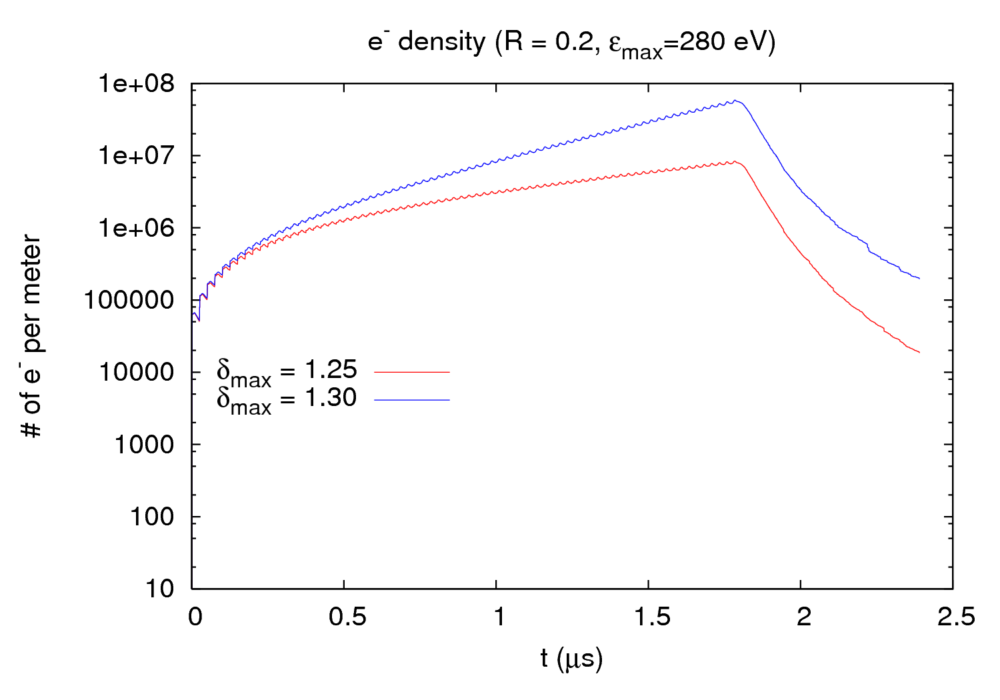 e⁻ density (R = 0.2, εmax=280 eV)
1e+08
1e+07
1e+06
100000
10000
1000
100
10
# of e⁻ per meter
δmax = 1.25
δmax = 1.30
0 0.5 1 1.5 2 2.5
t (μs)